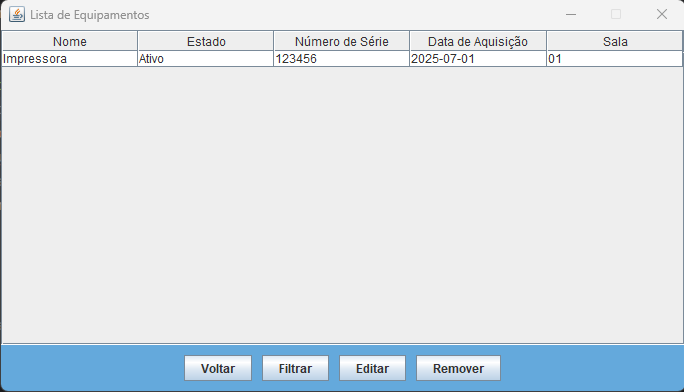 Lista de Equipamentos
Nome Estado Número de Série Data de Aquisição Sala
Impressora Ativo 123456 2025-07-01 01
Voltar Filtrar Editar Remover